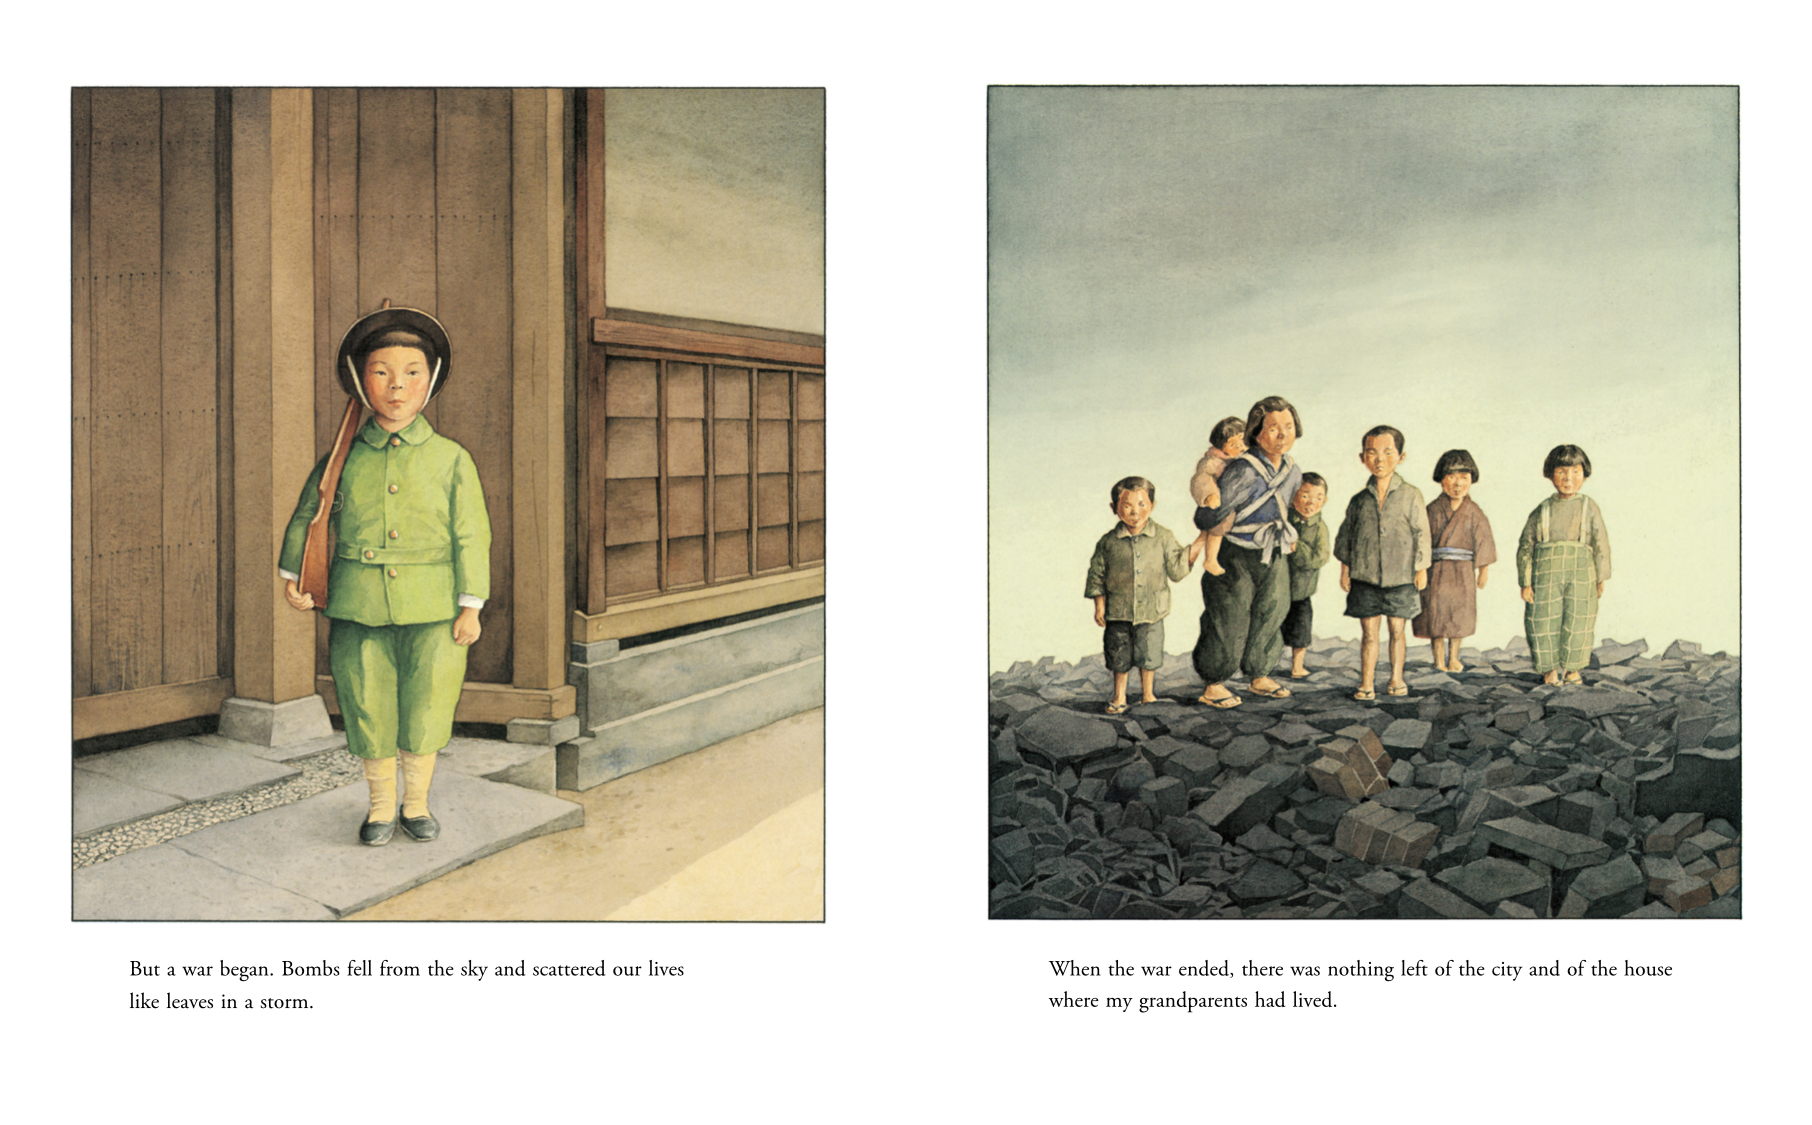 But a war began. Bombs fell from the sky and scattered our lives
like leaves in a storm.
When the war ended, there was nothing left of the city and of the house
where my grandparents had lived.